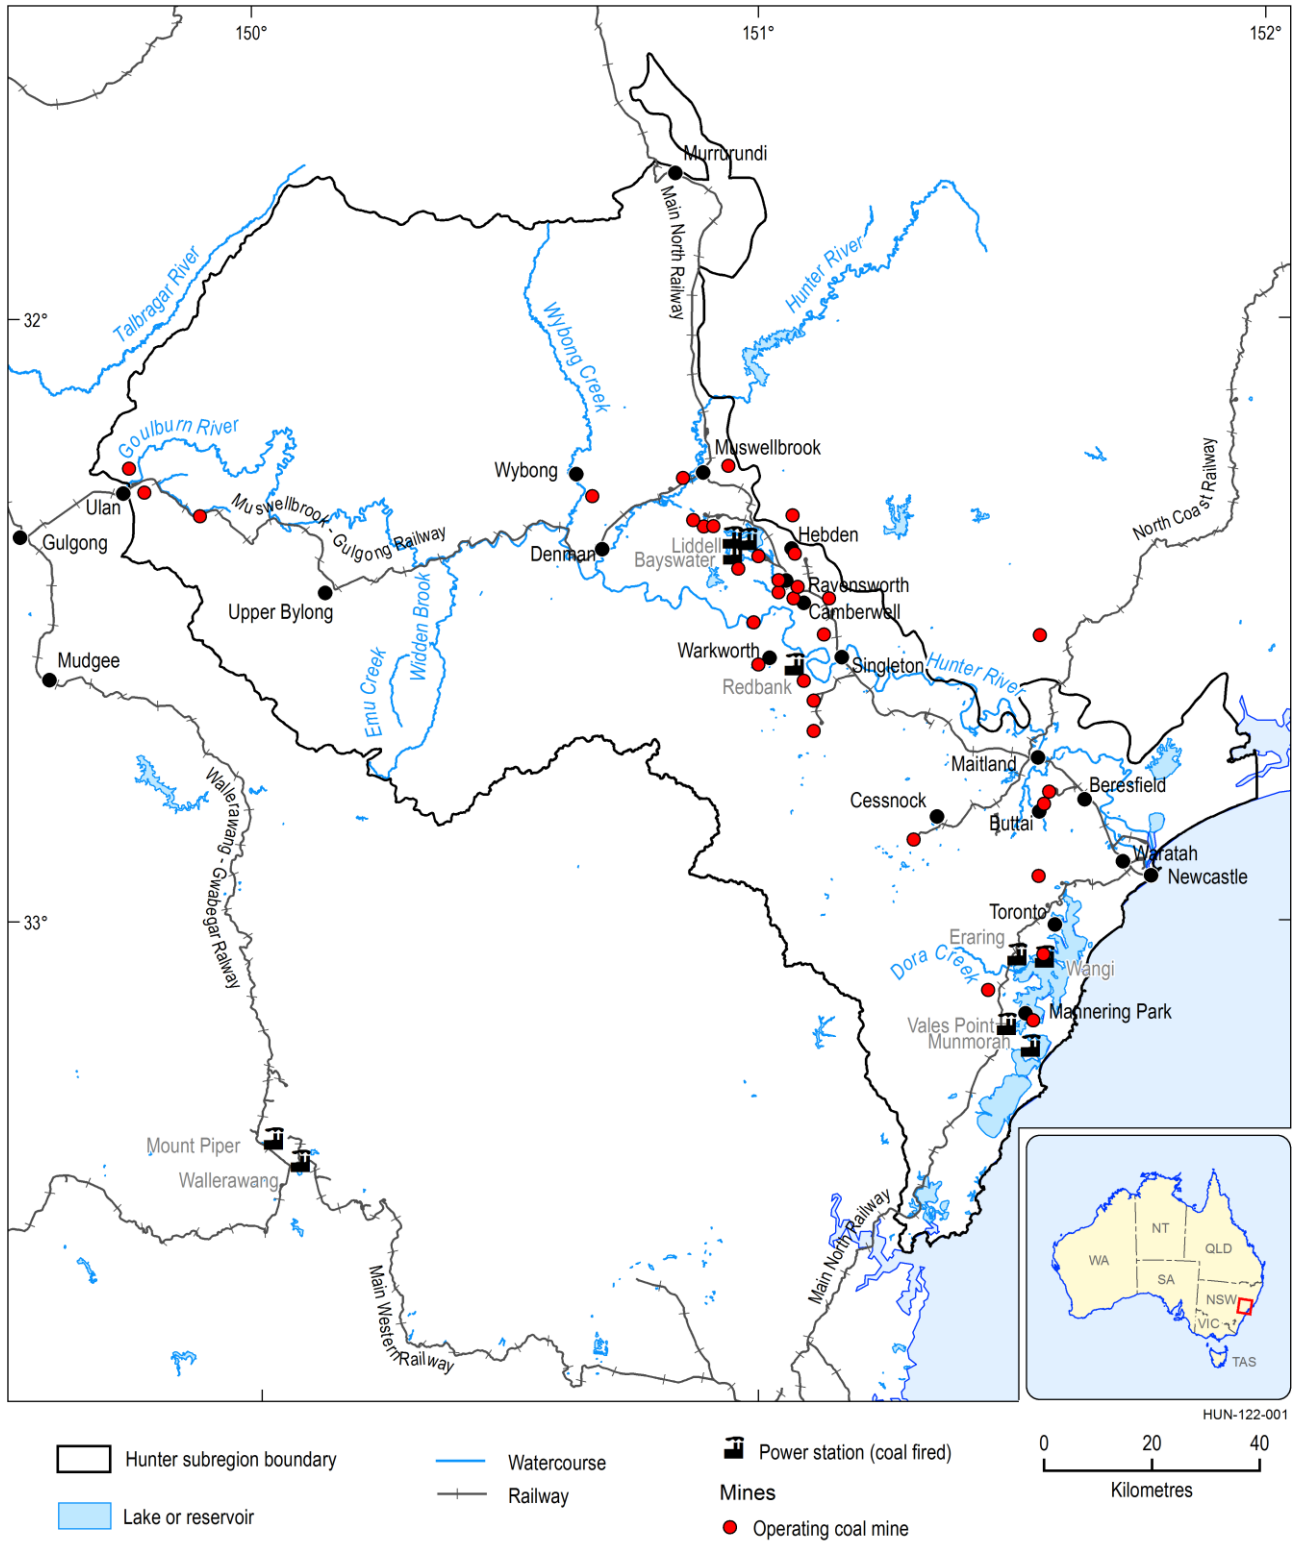 150°
151°
152°
Murrurundi
Main North Railway
Hunter River
Talbragar River
32°
Wybong Creek
Goulburn River
Muswellbrook
Wybong
North Coast Railway
Ulan
Muswellbrook - Gulgong Railway
Hebden
Gulgong
Denman
Liddell
Bayswater
Ravensworth
Camberwell
Upper Bylong
Widden Brook
Warkworth
Singleton
Hunter River
Mudgee
Emu Creek
Redbank
Maitland
Beresfield
Wallerawang - Gwabegar Railway
Cessnock
Buttai
Waratah
Newcastle
Toronto
33°
Eraring
Dora Creek
Wangi
Mannering Park
Vales Point
Munmorah
Mount Piper
Wallerawang
Main North Railway
Main Western Railway
NT
QLD
WA
SA
NSW
VIC
TAS
HUN-122-001
Hunter subregion boundary
Lake or reservoir
Watercourse
Railway
Power station (coal fired)
Mines
Operating coal mine
0 20 40
Kilometres